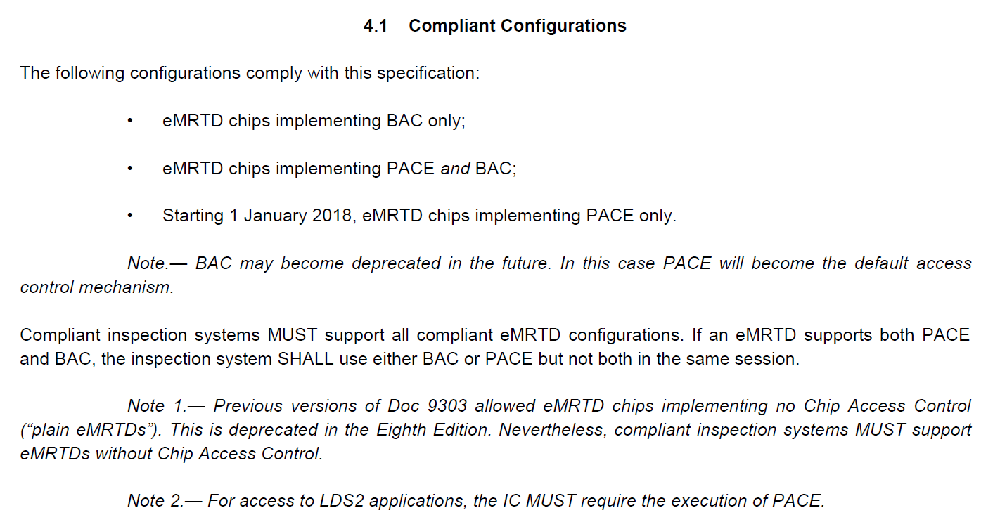 4.1 Compliant Configurations
The following configurations comply with this specification:
• eMRTD chips implementing BAC only;
• eMRTD chips implementing PACE and BAC;
• Starting 1 January 2018, eMRTD chips implementing PACE only.
Note.— BAC may become deprecated in the future. In this case PACE will become the default access
control mechanism.
Compliant inspection systems MUST support all compliant eMRTD configurations. If an eMRTD supports both PACE
and BAC, the inspection system SHALL use either BAC or PACE but not both in the same session.
Note 1.— Previous versions of Doc 9303 allowed eMRTD chips implementing no Chip Access Control
(“plain eMRTDs”). This is deprecated in the Eighth Edition. Nevertheless, compliant inspection systems MUST support
eMRTDs without Chip Access Control.
Note 2.— For access to LDS2 applications, the IC MUST require the execution of PACE.